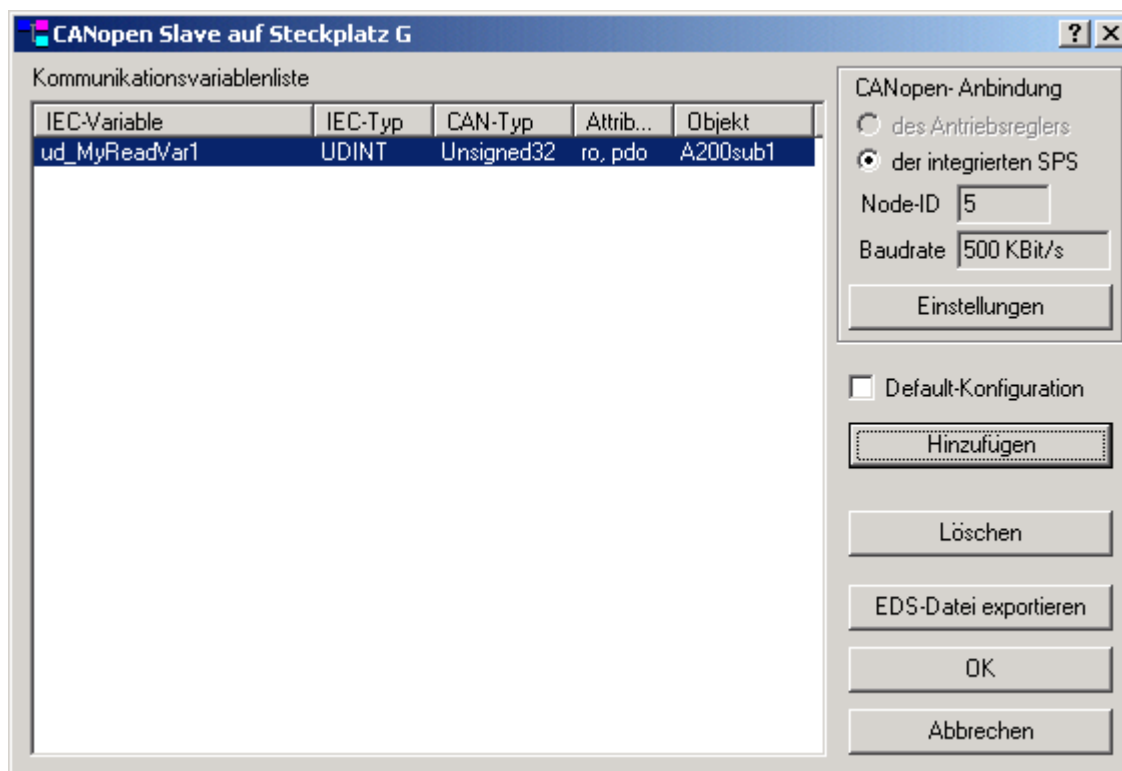 CANopen Slave auf Steckplatz G
Kommunikationsvariablenliste
IEC-Variable IEC-Typ CAN-Typ Attrib... Objekt
ud_MyReadVar1 UDINT Unsigned32 ro, pdo A200sub1
CANopen- Anbindung
des Antriebsreglers
der integrierten SPS
Node-ID 5
Baudrate 500 KBit/s
Einstellungen
Default-Konfiguration
Hinzufügen
Löschen
EDS-Datei exportieren
OK
Abbrechen